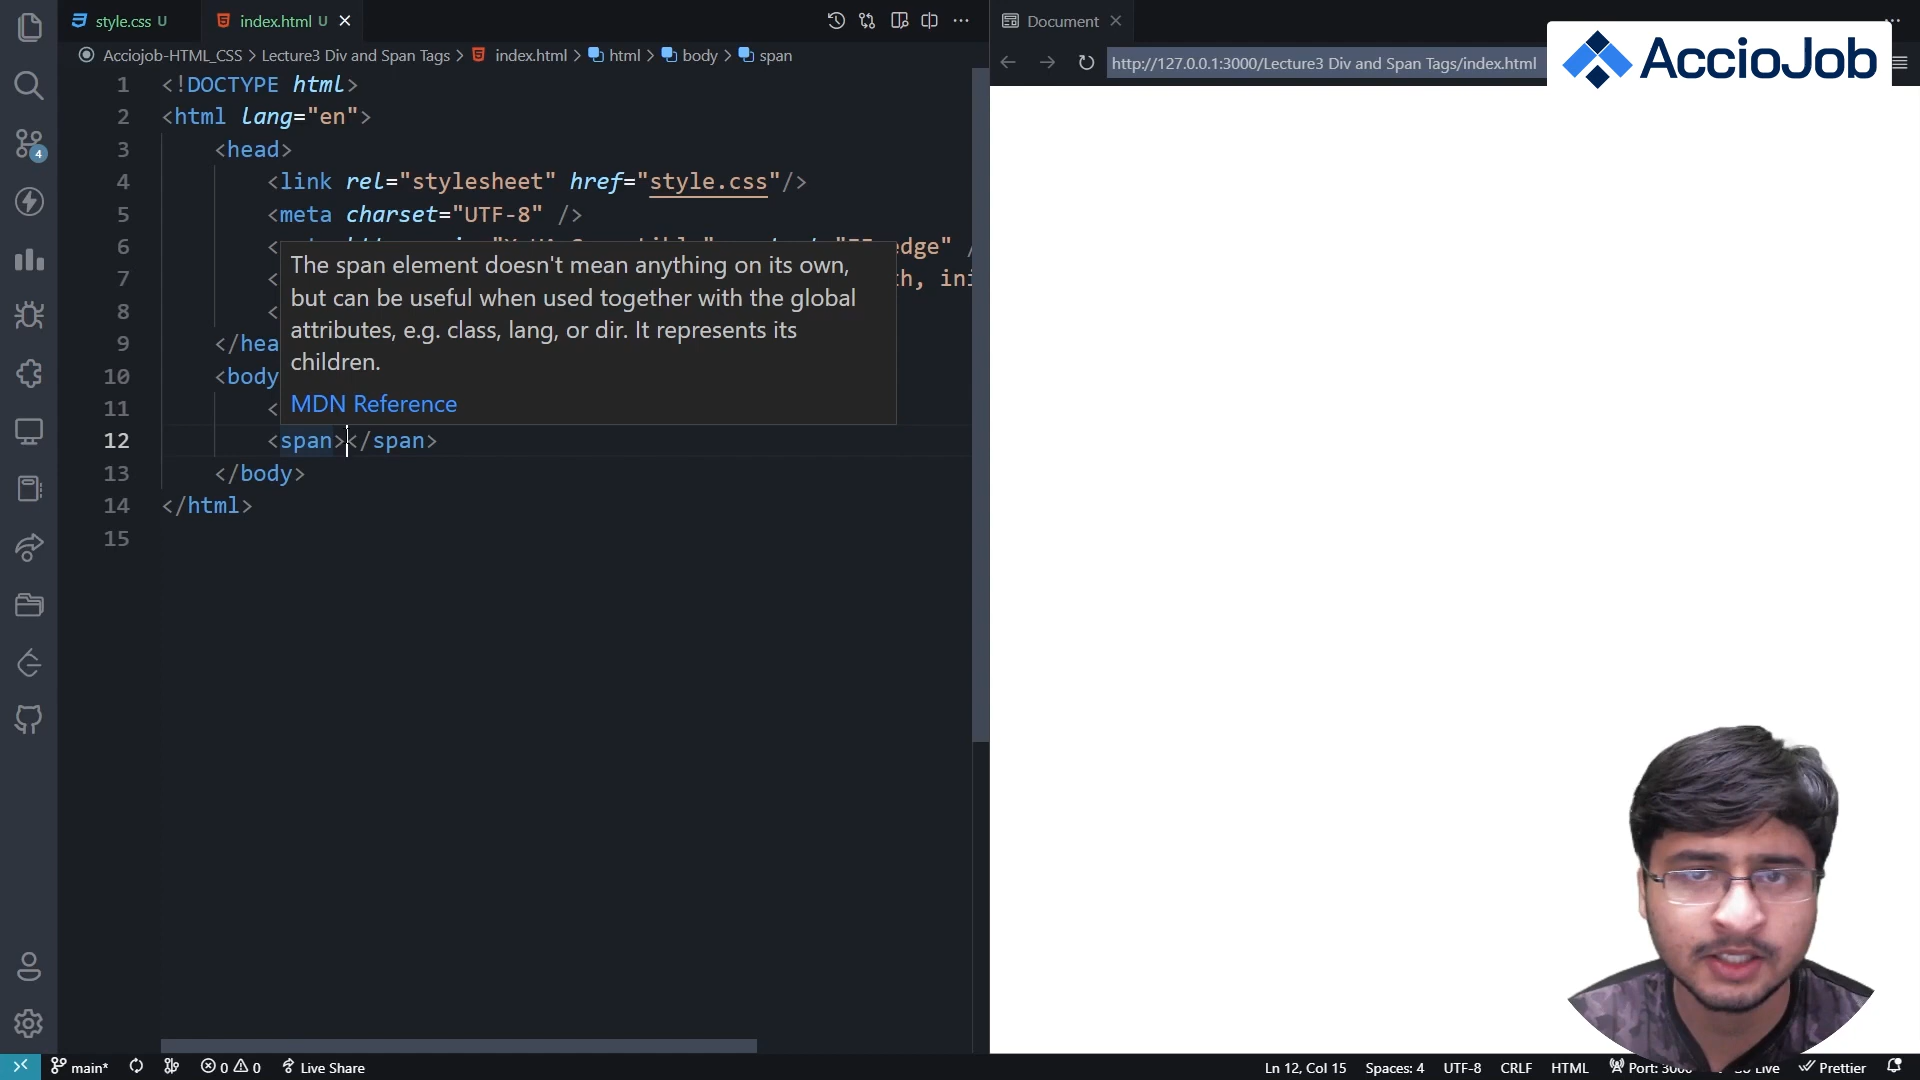 style.css U
index.html U
Document
AccioJob
Acciojob-HTML_CSS > Lecture3 Div and Span Tags > index.html > html > body > span
http://127.0.0.1:3000/Lecture3 Div and Span Tags/index.html
1 <!DOCTYPE html>
2 <html lang="en">
3 <head>
4 <link rel="stylesheet" href="style.css"/>
5 <meta charset="UTF-8" />
6 < edge" /
7 < h, ini
8 <
9 </hea
10 <body
11 <
12 <span></span>
13 </body>
14 </html>
15
The span element doesn't mean anything on its own,
but can be useful when used together with the global
attributes, e.g. class, lang, or dir. It represents its
children.
MDN Reference
4
main*
0 0
Live Share
Ln 12, Col 15
Spaces: 4
UTF-8
CRLF
HTML
Port: 3000
Live
Prettier